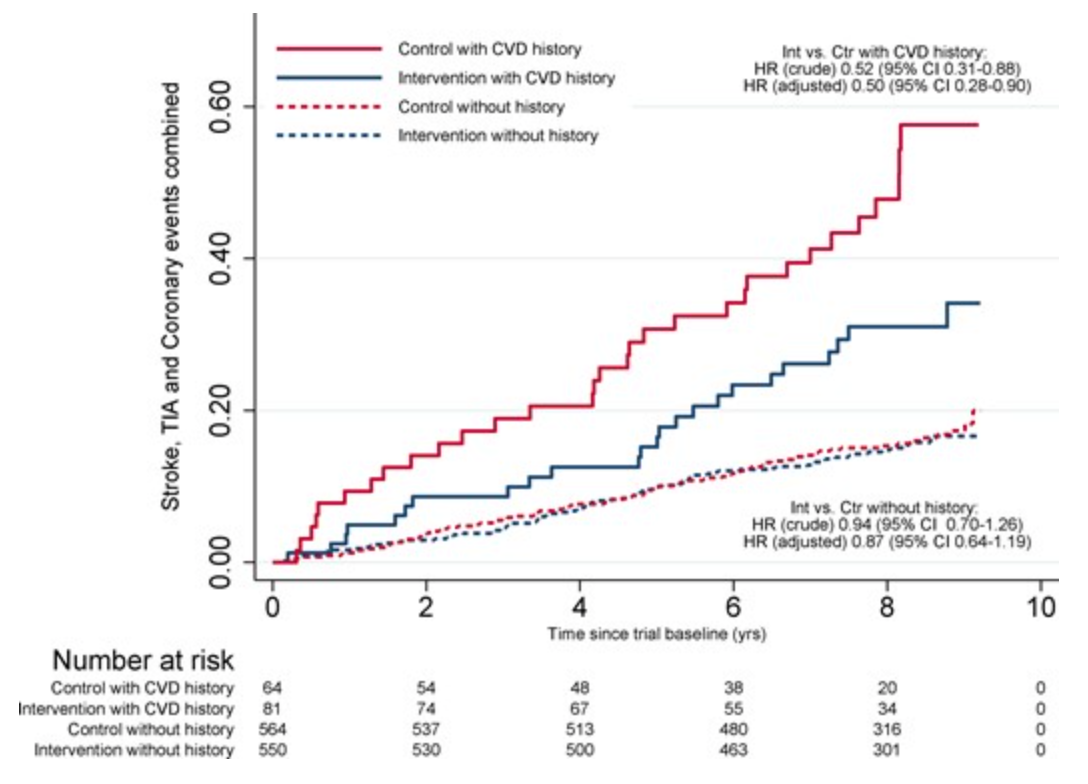 Control with CVD history
Intervention with CVD history
Control without history
Intervention without history
Int vs. Ctr with CVD history:
HR (crude) 0.52 (95% CI 0.31-0.88)
HR (adjusted) 0.50 (95% CI 0.28-0.90)
Stroke, TIA and Coronary events combined
0.60
0.40
0.20
0.00
Int vs. Ctr without history:
HR (crude) 0.94 (95% CI 0.70-1.26)
HR (adjusted) 0.87 (95% CI 0.64-1.19)
0 2 4 6 8 10
Time since trial baseline (yrs)
Number at risk
Control with CVD history 64 54 48 38 20 0
Intervention with CVD history 81 74 67 55 34 0
Control without history 564 537 513 480 316 0
Intervention without history 550 530 500 463 301 0